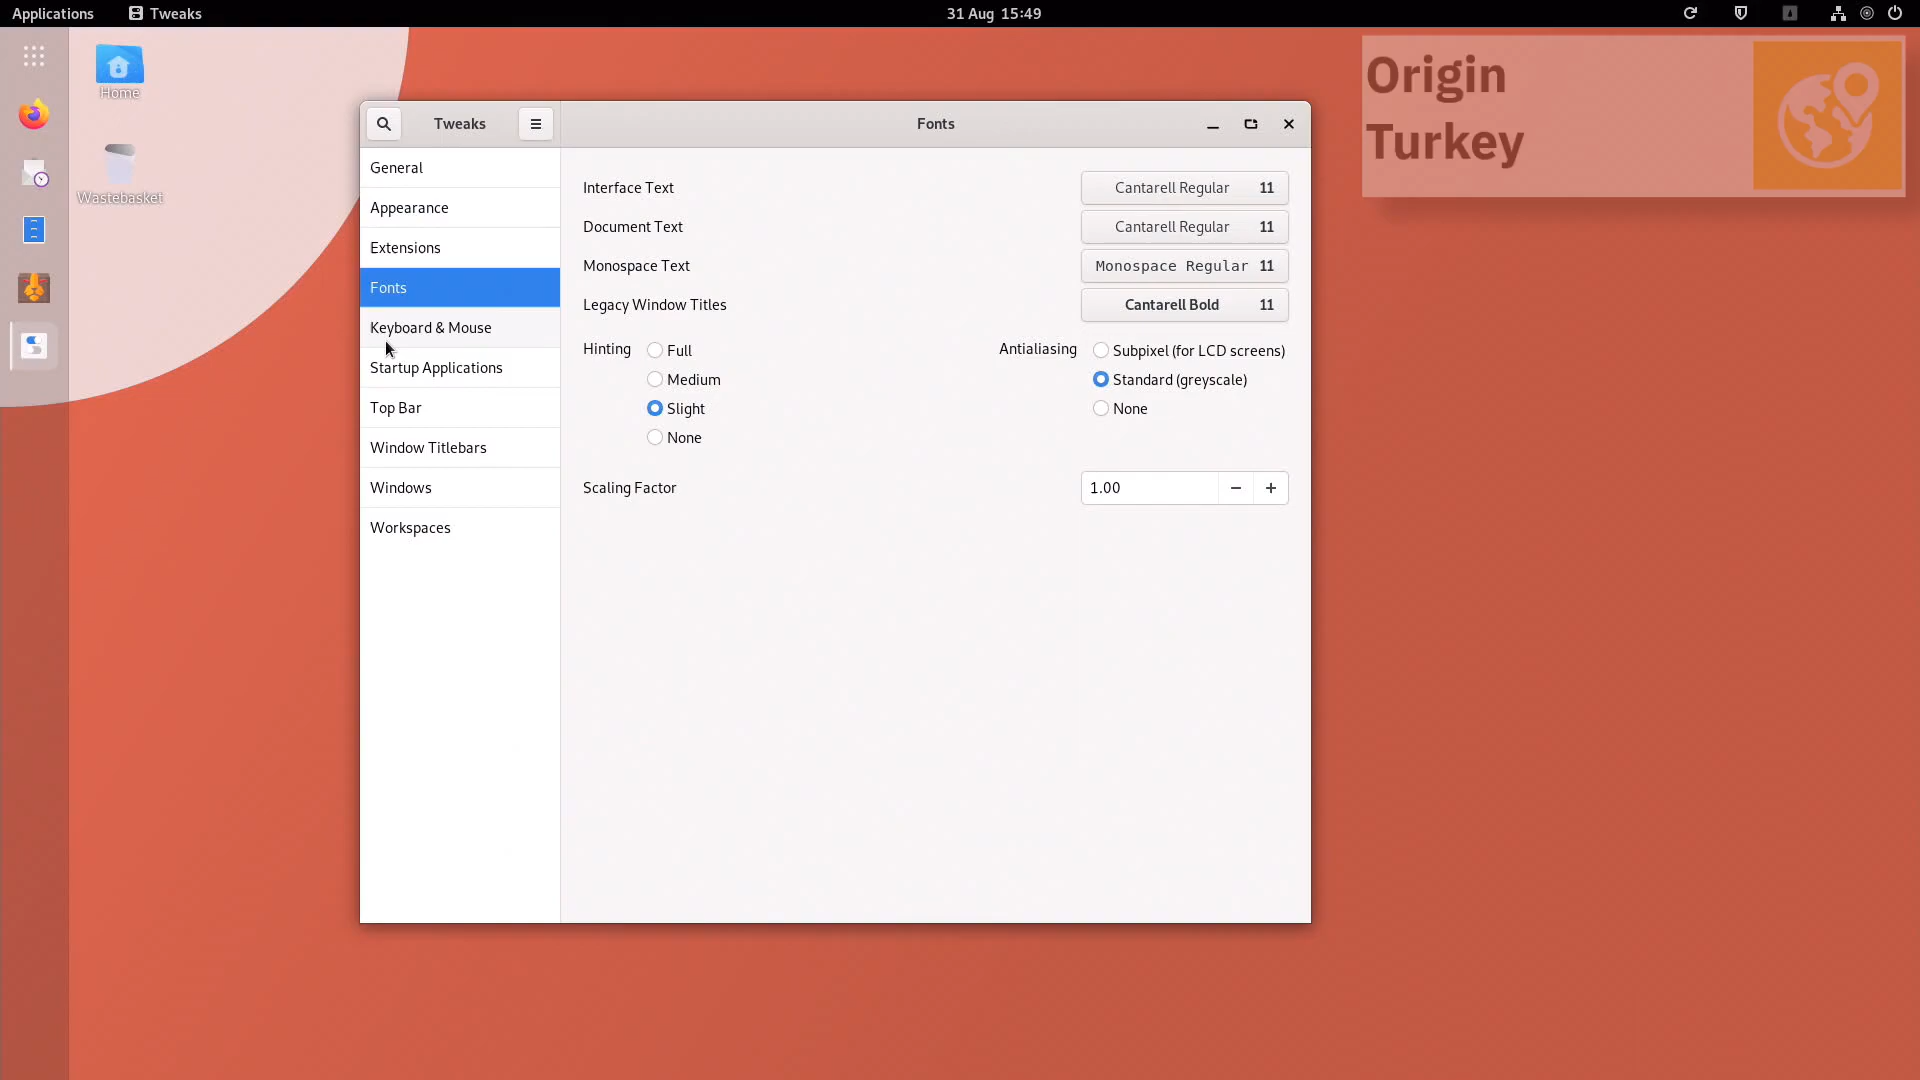 Applications
Tweaks
31 Aug 15:49
Home
Wastebasket
Origin
Turkey
Tweaks
Fonts
General
Appearance
Extensions
Fonts
Keyboard & Mouse
Startup Applications
Top Bar
Window Titlebars
Windows
Workspaces
Interface Text
Cantarell Regular 11
Document Text
Cantarell Regular 11
Monospace Text
Monospace Regular 11
Legacy Window Titles
Cantarell Bold 11
Hinting
Full
Medium
Slight
None
Antialiasing
Subpixel (for LCD screens)
Standard (greyscale)
None
Scaling Factor
1.00